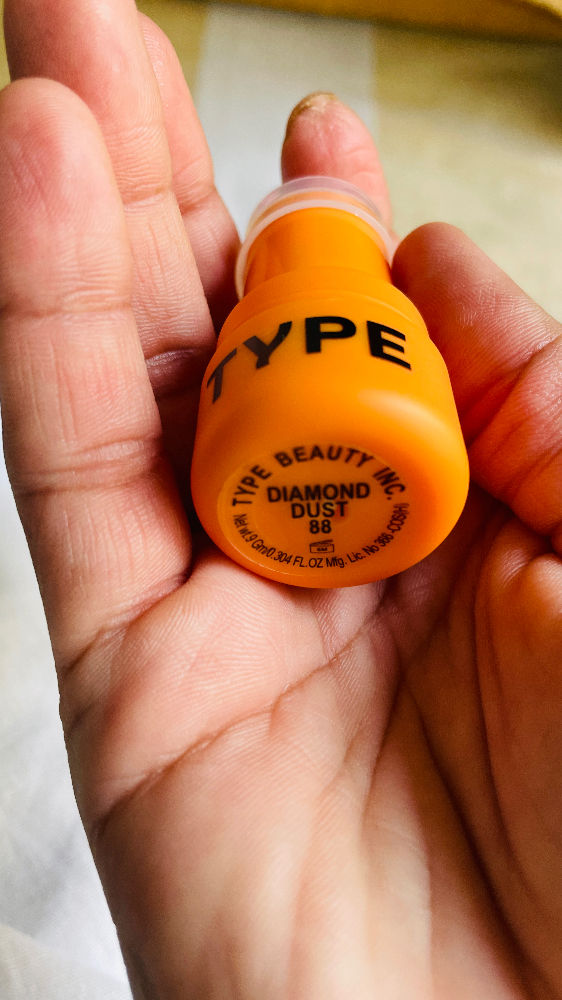 TYPE
TYPE BEAUTY INC.
DIAMOND
DUST
88
Net wt.9 Gm/0.304 FL.OZ Mfg. Lic. No.